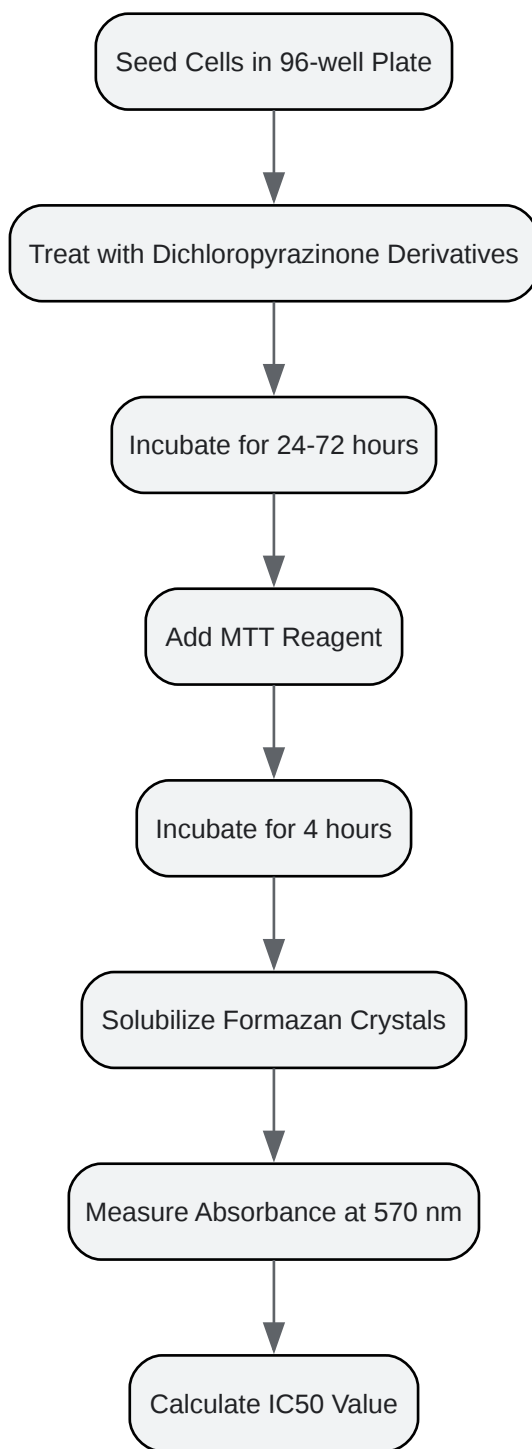 Seed Cells in 96-well Plate
Treat with Dichloropyrazinone Derivatives
Incubate for 24-72 hours
Add MTT Reagent
Incubate for 4 hours
Solubilize Formazan Crystals
Measure Absorbance at 570 nm
Calculate IC50 Value